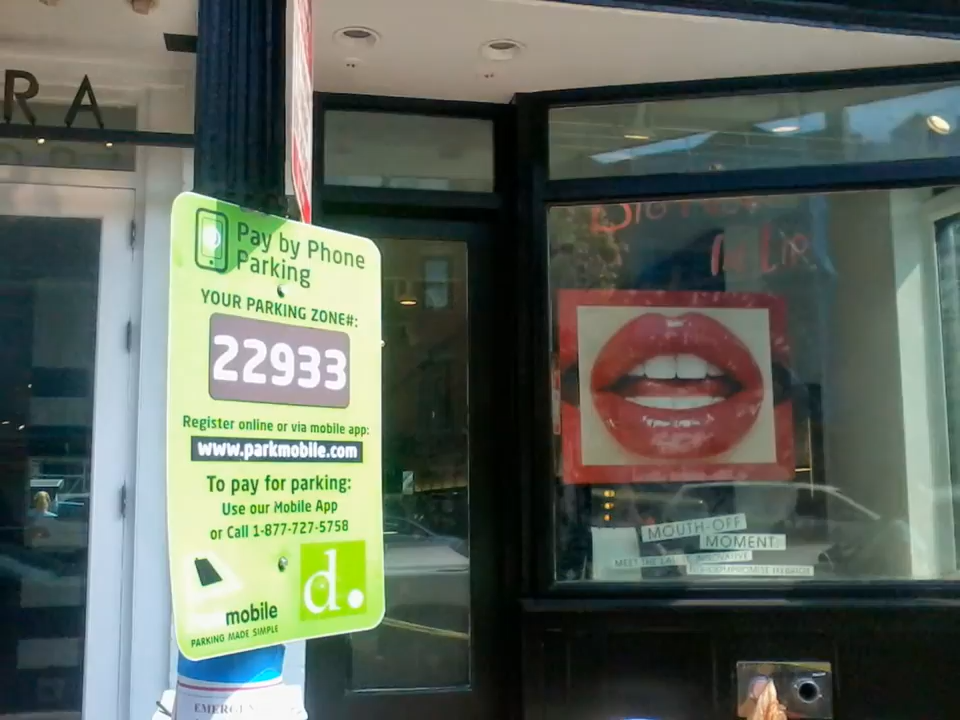 RA
Pay by Phone
Parking
YOUR PARKING ZONE#:
22933
Register online or via mobile app:
www.parkmobile.com
To pay for parking:
Use our Mobile App
or Call 1-877-727-5758
d.
mobile
PARKING MADE SIMPLE
MOUTH-OFF
MOMENT:
MEET THE